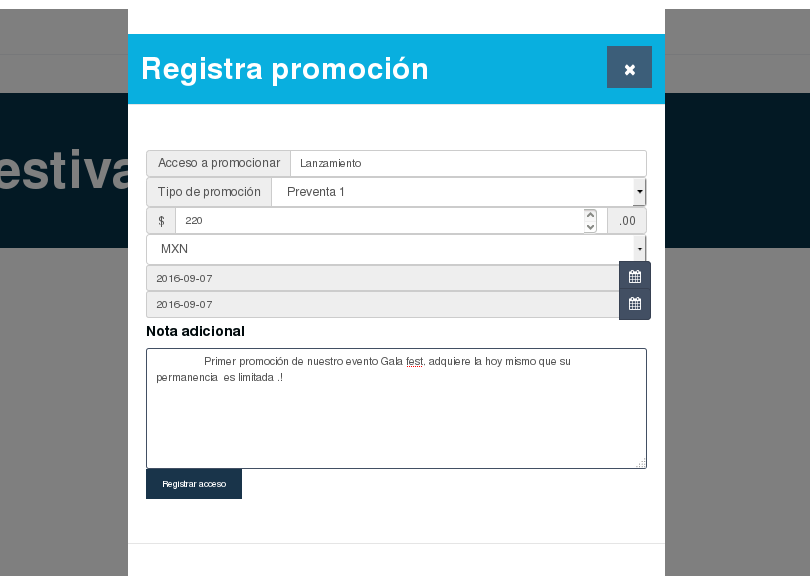 Registra promoción
estiva
Acceso a promocionar Lanzamiento
Tipo de promoción Preventa 1
$ 220 .00
MXN
2016-09-07
2016-09-07
Nota adicional
Primer promoción de nuestro evento Gala fest. adquiere la hoy mismo que su
permanencia es limitada .!
Registrar acceso